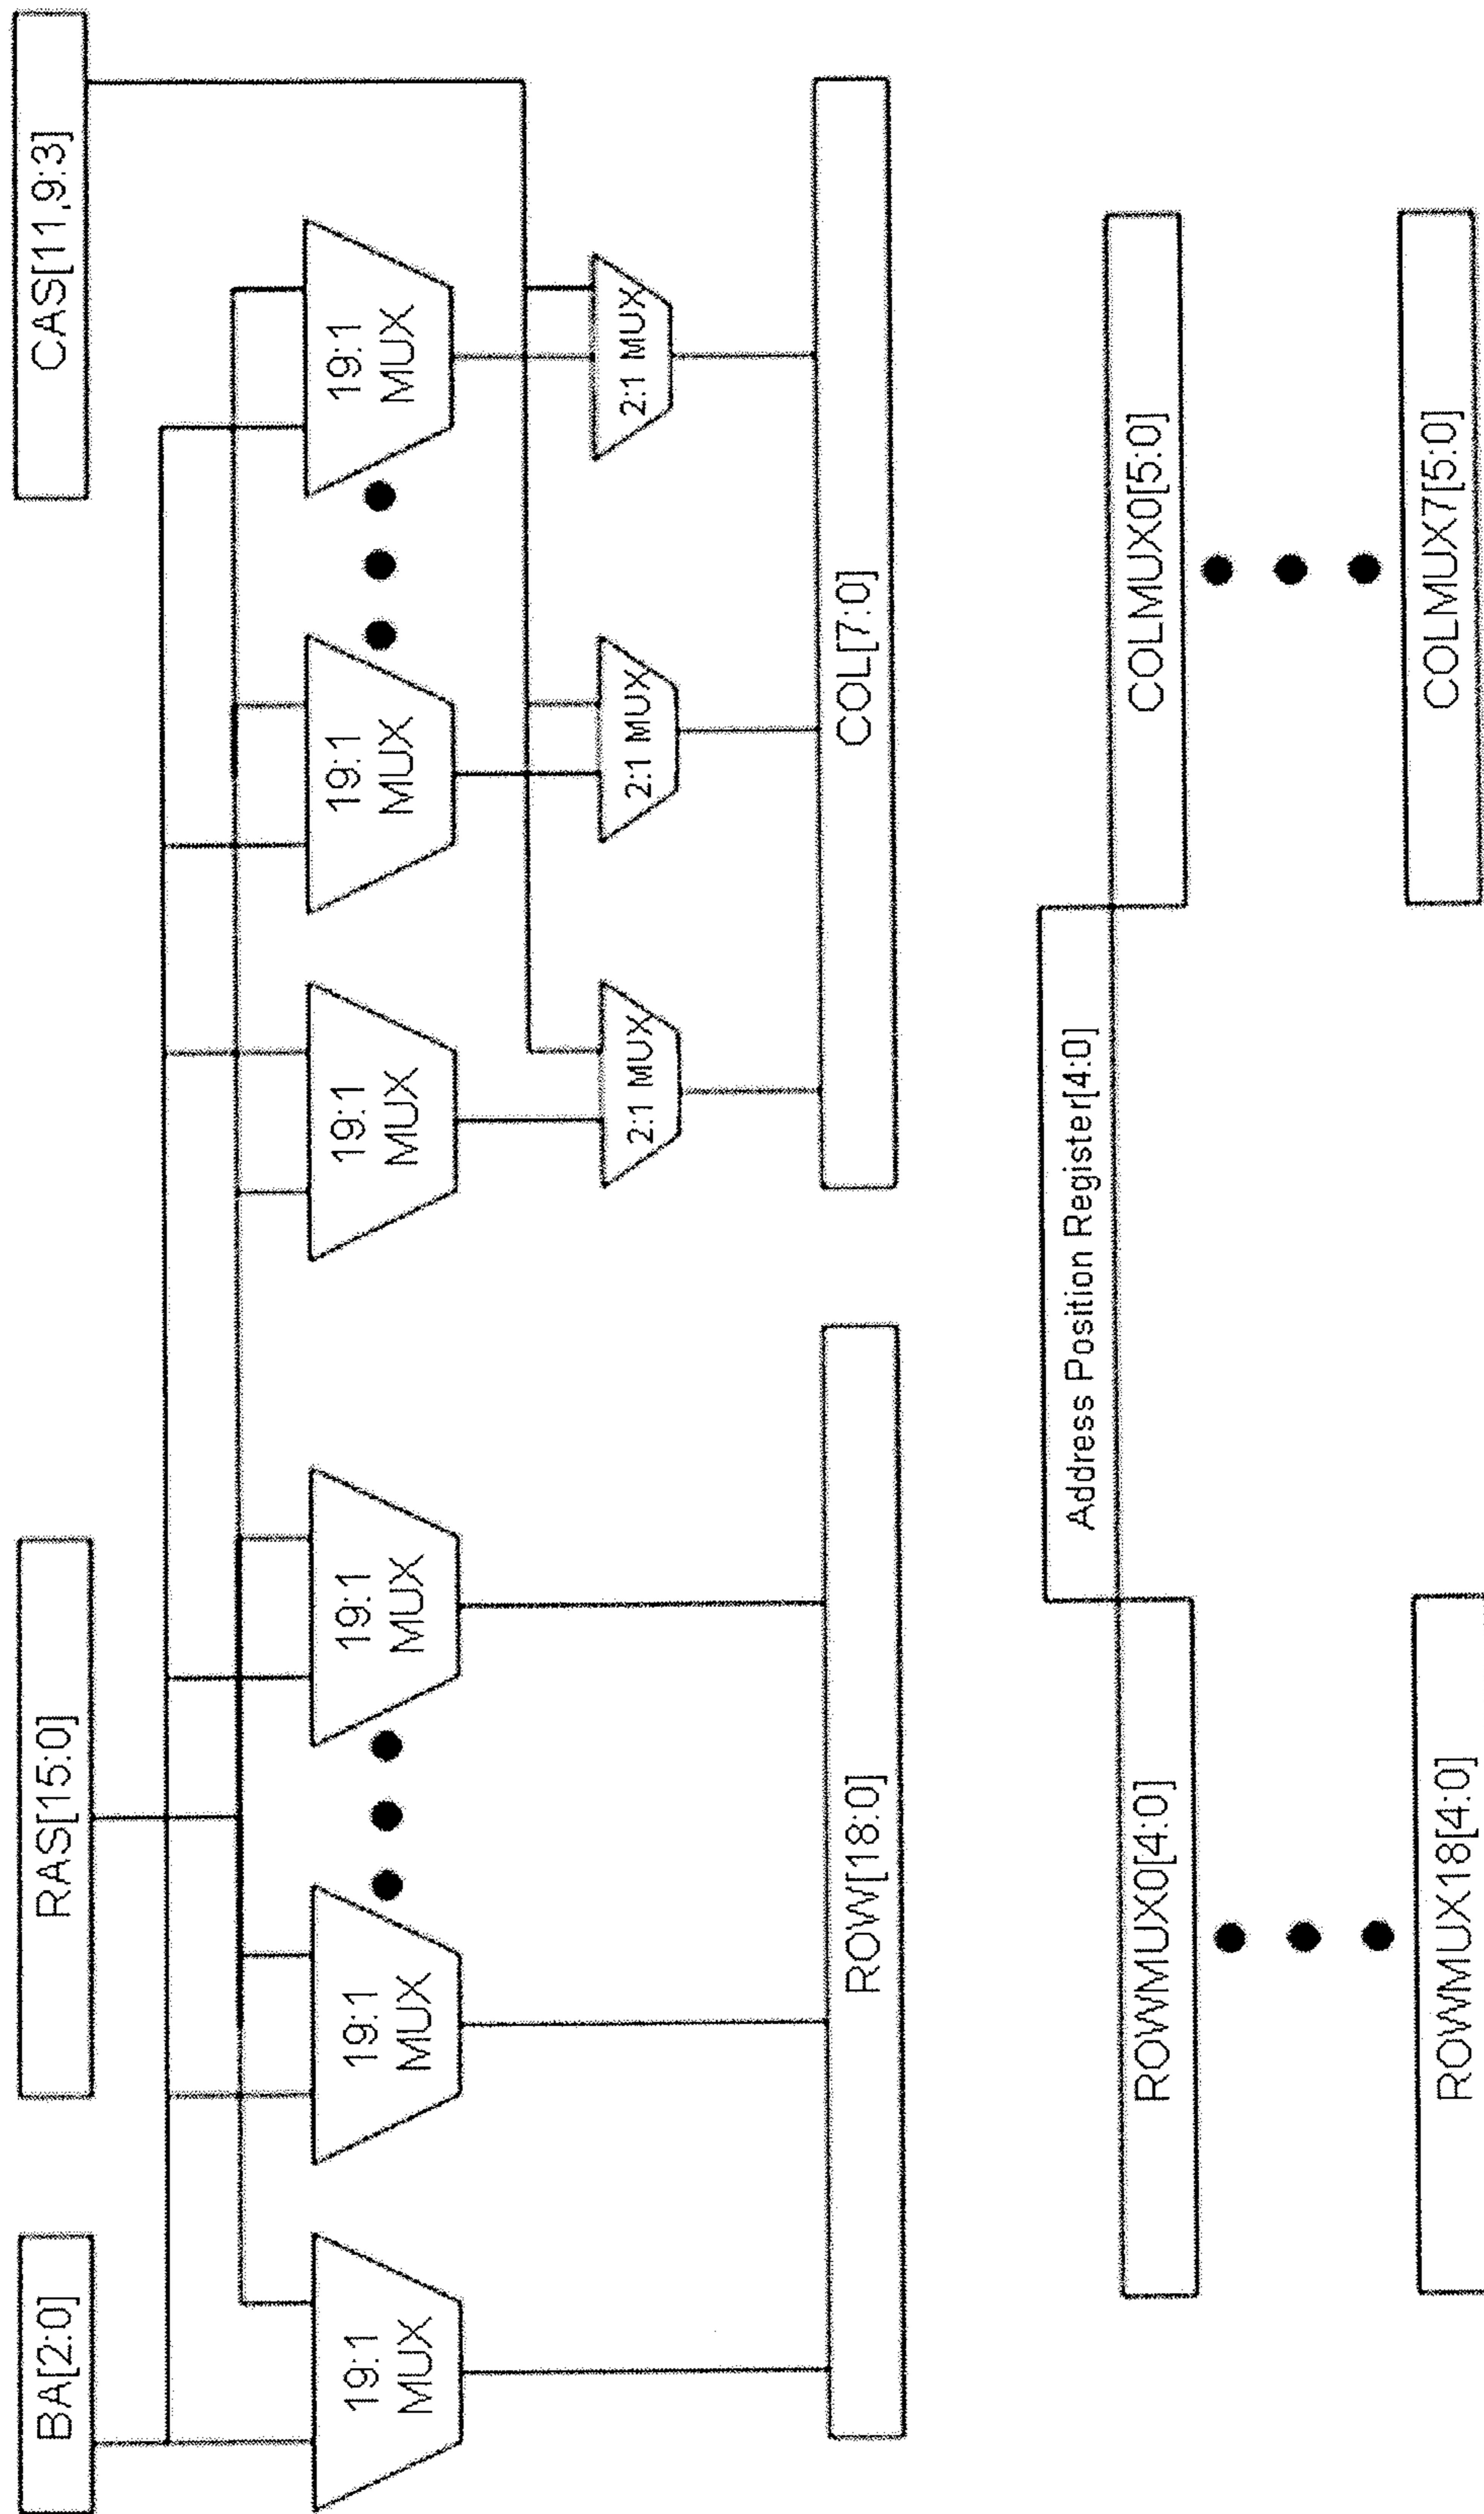 BA[2:0]
RAS[15:0]
CAS[11,9:3]
19:1
MUX
19:1
MUX
19:1
MUX
19:1
MUX
19:1
MUX
19:1
MUX
2:1 MUX
2:1 MUX
2:1 MUX
ROW[18:0]
COL[7:0]
Address Position Register[4:0]
ROWMUX0[4:0]
COLMUX0[5:0]
ROWMUX18[4:0]
COLMUX7[5:0]